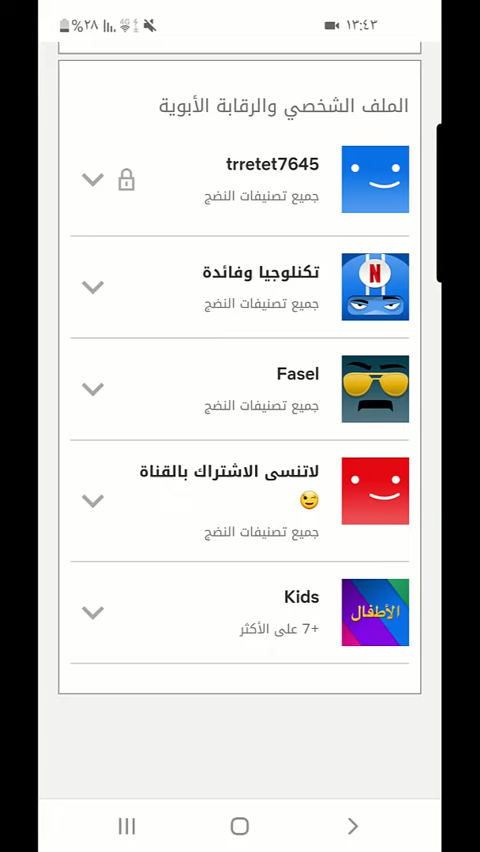 ١٣:٤٣
4G
%٢٨
الملف الشخصي والرقابة الأبوية
trretet7645
جميع تصنيفات النضج
N
تكنلوجيا وفائدة
جميع تصنيفات النضج
Fasel
جميع تصنيفات النضج
لاتنسى الاشتراك بالقناة
😉
جميع تصنيفات النضج
الأطفال
Kids
+7 على الأكثر